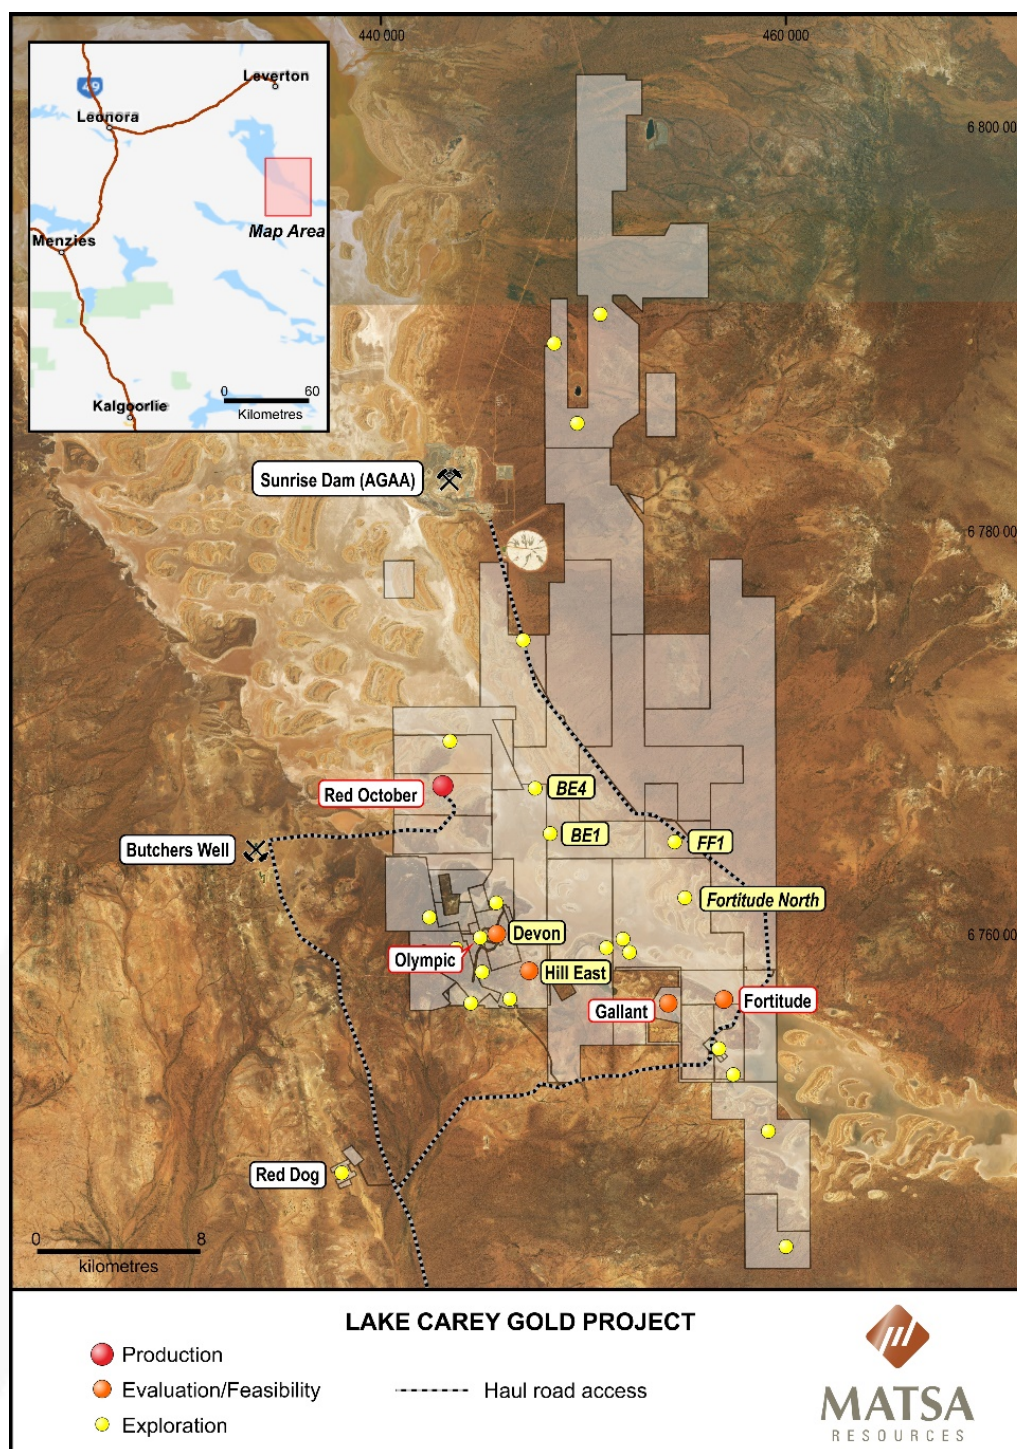 440 000
460 000
49
Leverton
Leonora
Map Area
Menzies
0 60
Kilometres
Kalgoorlie
6 800 00
Sunrise Dam (AGAA)
6 780 00
Red October
BE4
BE1
FF1
Butchers Well
Fortitude North
Devon
6 760 00
Olympic
Hill East
Gallant
Fortitude
Red Dog
0 8
kilometres
LAKE CAREY GOLD PROJECT
Production
Evaluation/Feasibility
Haul road access
Exploration
MATSA
RESOURCES